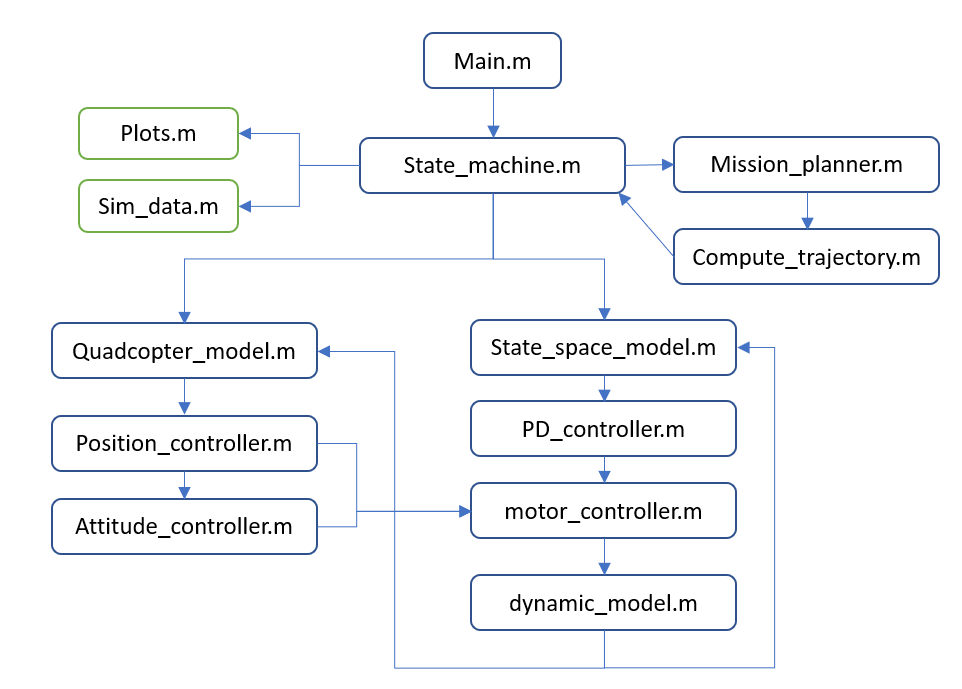 Main.m
Plots.m
State_machine.m
Mission_planner.m
Sim_data.m
Compute_trajectory.m
Quadcopter_model.m
State_space_model.m
Position_controller.m
PD_controller.m
Attitude_controller.m
motor_controller.m
dynamic_model.m